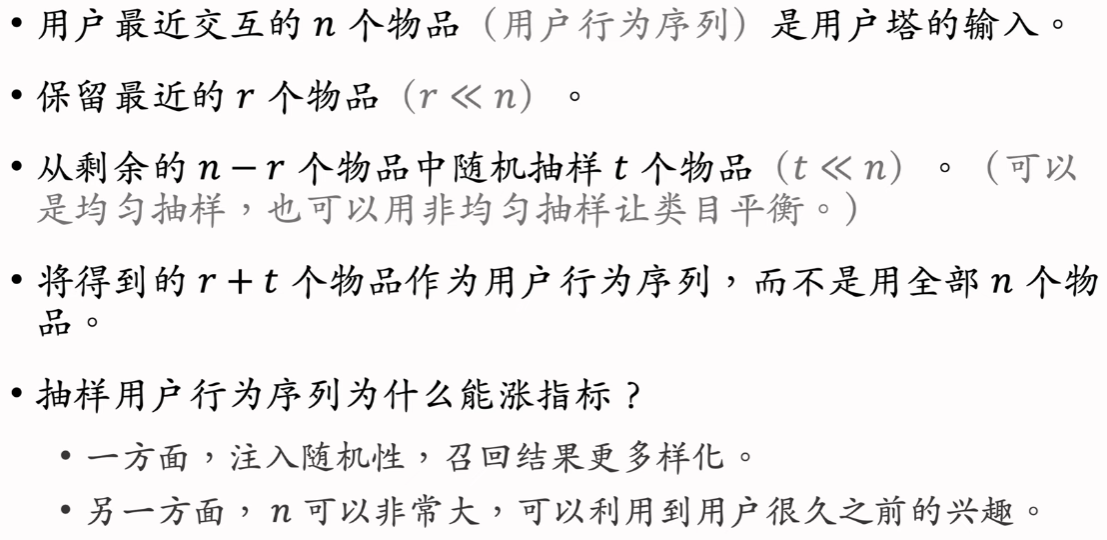 • 用户最近交互的 n 个物品（用户行为序列）是用户塔的输入。
• 保留最近的 r 个物品（r ≪ n）。
• 从剩余的 n − r 个物品中随机抽样 t 个物品（t ≪ n）。（可以
是均匀抽样，也可以用非均匀抽样让类目平衡。）
• 将得到的 r + t 个物品作为用户行为序列，而不是用全部 n 个物
品。
• 抽样用户行为序列为什么能涨指标？
• 一方面，注入随机性，召回结果更多样化。
• 另一方面，n 可以非常大，可以利用到用户很久之前的兴趣。